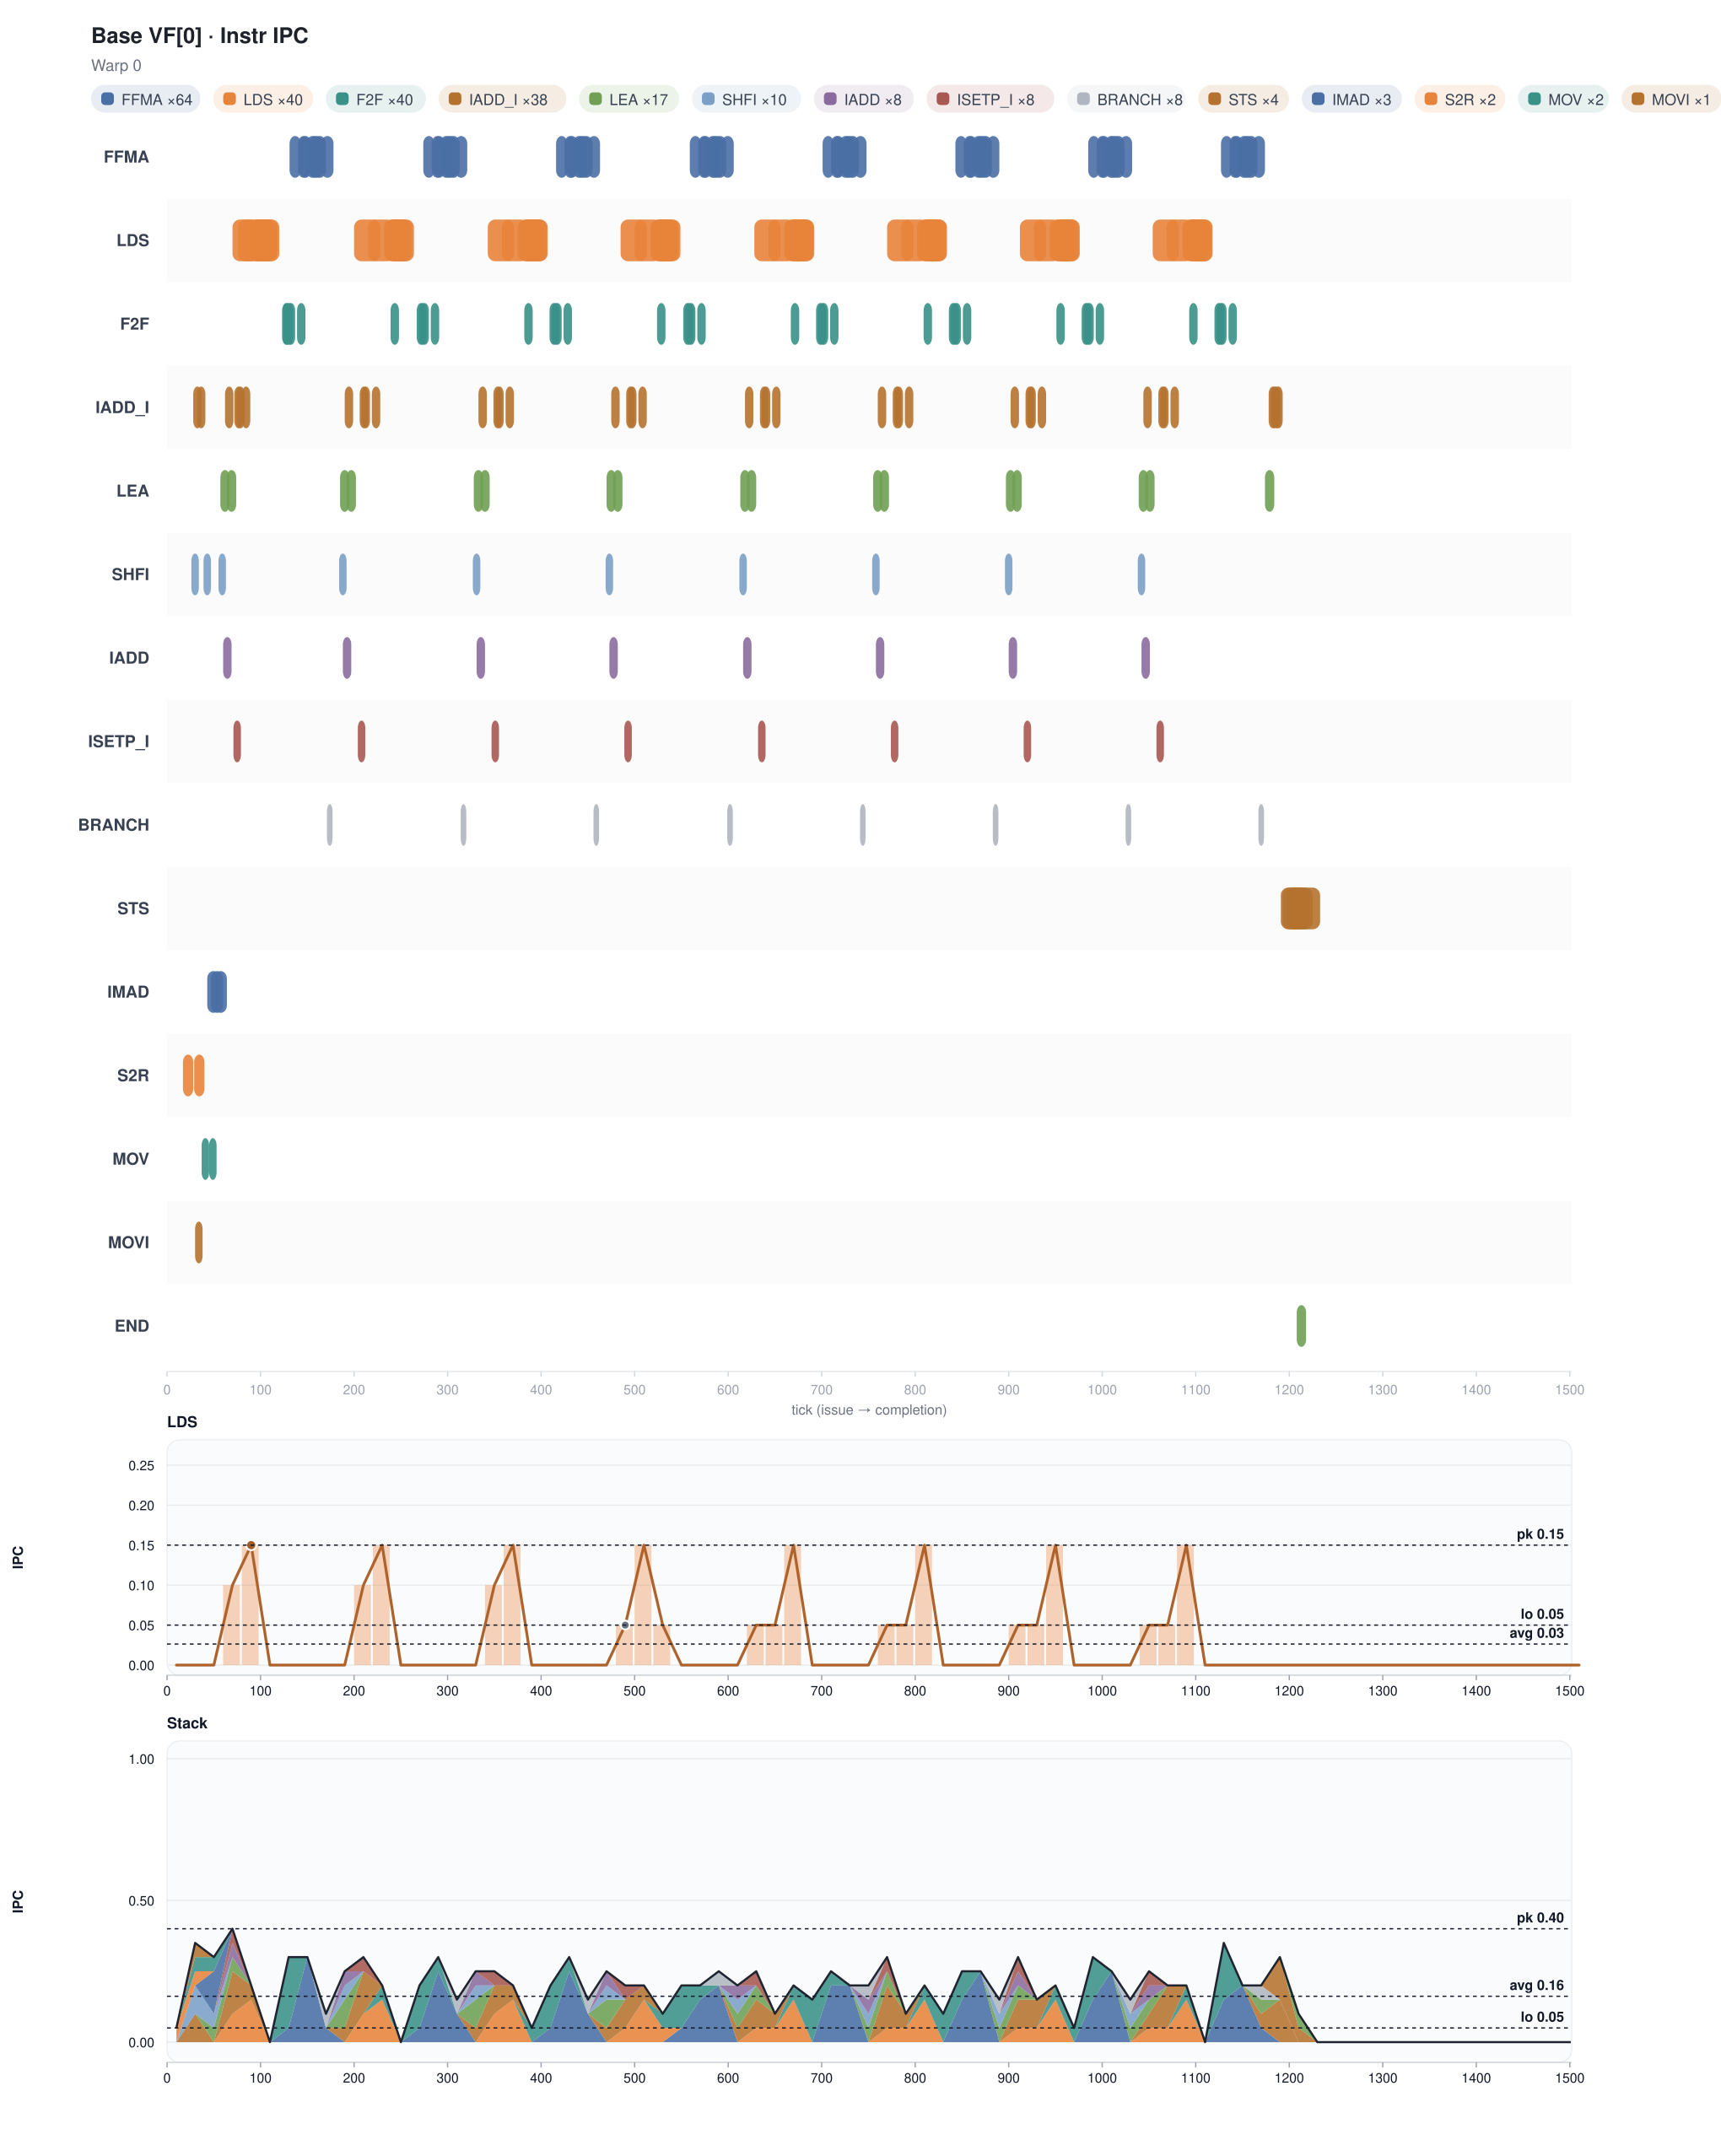 Base VF[0] · Instr IPC
Warp 0
FFMA ×64 LDS ×40 F2F ×40 IADD_I ×38 LEA ×17 SHFI ×10 IADD ×8 ISETP_I ×8 BRANCH ×8 STS ×4 IMAD ×3 S2R ×2 MOV ×2 MOVI ×1
FFMA
LDS
F2F
IADD_I
LEA
SHFI
IADD
ISETP_I
BRANCH
STS
IMAD
S2R
MOV
MOVI
END
0 100 200 300 400 500 600 700 800 900 1000 1100 1200 1300 1400 1500
tick (issue → completion)
LDS
IPC
0.25
0.20
0.15
0.10
0.05
0.00
pk 0.15
lo 0.05
avg 0.03
0 100 200 300 400 500 600 700 800 900 1000 1100 1200 1300 1400 1500
Stack
IPC
1.00
0.50
0.00
pk 0.40
avg 0.16
lo 0.05
0 100 200 300 400 500 600 700 800 900 1000 1100 1200 1300 1400 1500